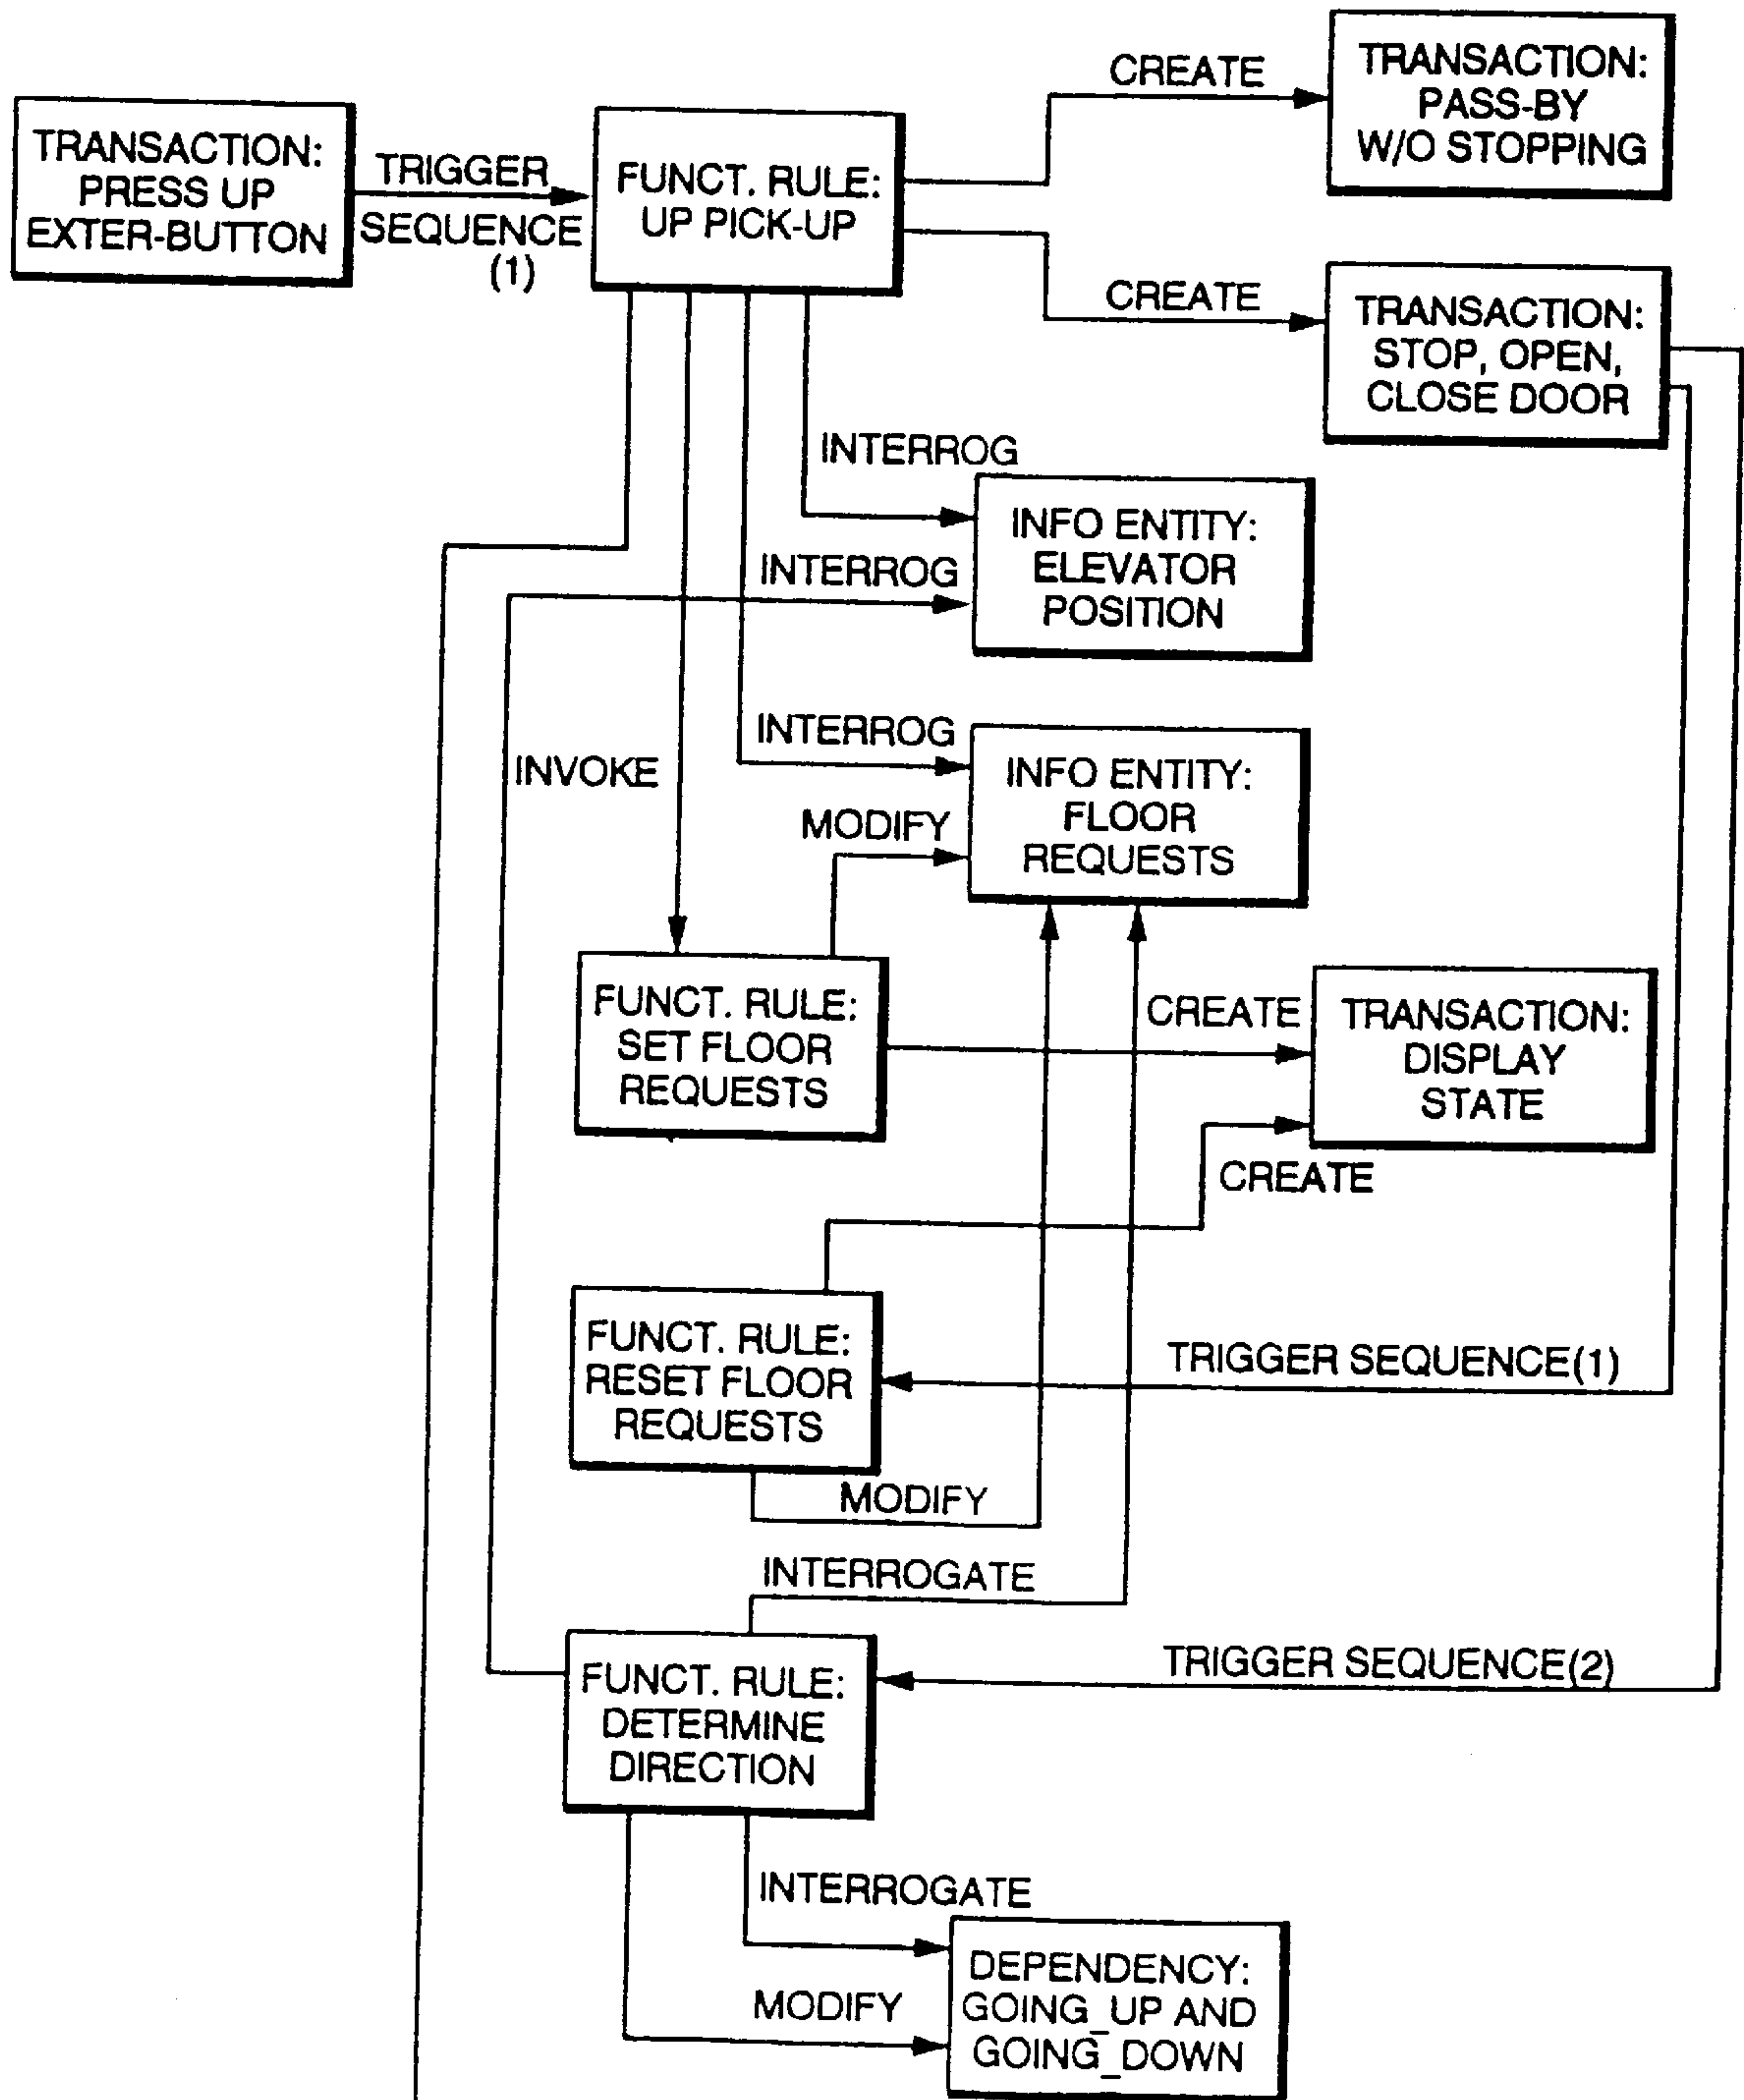 TRANSACTION:
PRESS UP
EXTER-BUTTON
TRIGGER
SEQUENCE
(1)
FUNCT. RULE:
UP PICK-UP
CREATE
TRANSACTION:
PASS-BY
W/O STOPPING
CREATE
TRANSACTION:
STOP, OPEN,
CLOSE DOOR
INTERROG
INFO ENTITY:
ELEVATOR
POSITION
INTERROG
INTERROG
INFO ENTITY:
FLOOR
REQUESTS
INVOKE
MODIFY
FUNCT. RULE:
SET FLOOR
REQUESTS
CREATE
TRANSACTION:
DISPLAY
STATE
CREATE
FUNCT. RULE:
RESET FLOOR
REQUESTS
TRIGGER SEQUENCE(1)
MODIFY
INTERROGATE
FUNCT. RULE:
DETERMINE
DIRECTION
TRIGGER SEQUENCE(2)
INTERROGATE
MODIFY
DEPENDENCY:
GOING_UP AND
GOING_DOWN